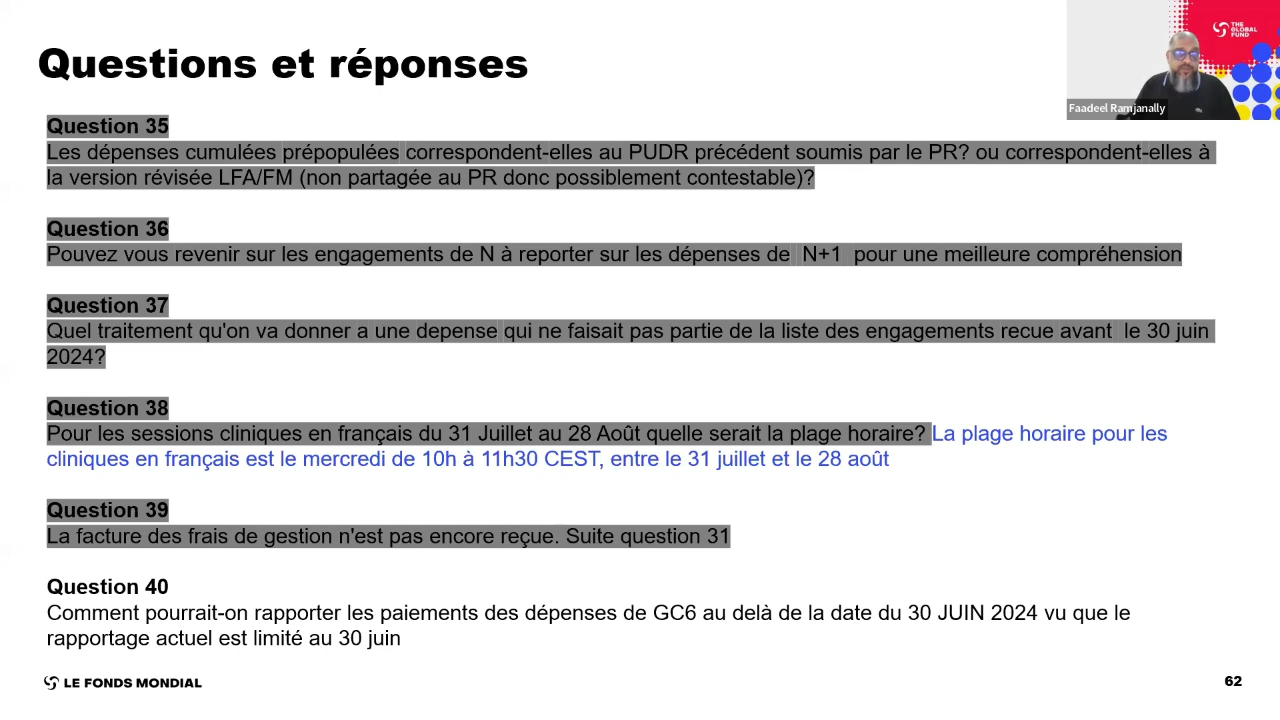 Questions et réponses
THE
GLOBAL
FUND
Faadeel Ramjanally
Question 35
Les dépenses cumulées prépopulées correspondent-elles au PUDR précédent soumis par le PR? ou correspondent-elles à
la version révisée LFA/FM (non partagée au PR donc possiblement contestable)?
Question 36
Pouvez vous revenir sur les engagements de N à reporter sur les dépenses de N+1 pour une meilleure compréhension
Question 37
Quel traitement qu'on va donner a une depense qui ne faisait pas partie de la liste des engagements recue avant le 30 juin
2024?
Question 38
Pour les sessions cliniques en français du 31 Juillet au 28 Août quelle serait la plage horaire? La plage horaire pour les
cliniques en français est le mercredi de 10h à 11h30 CEST, entre le 31 juillet et le 28 août
Question 39
La facture des frais de gestion n'est pas encore reçue. Suite question 31
Question 40
Comment pourrait-on rapporter les paiements des dépenses de GC6 au delà de la date du 30 JUIN 2024 vu que le
rapportage actuel est limité au 30 juin
LE FONDS MONDIAL
62